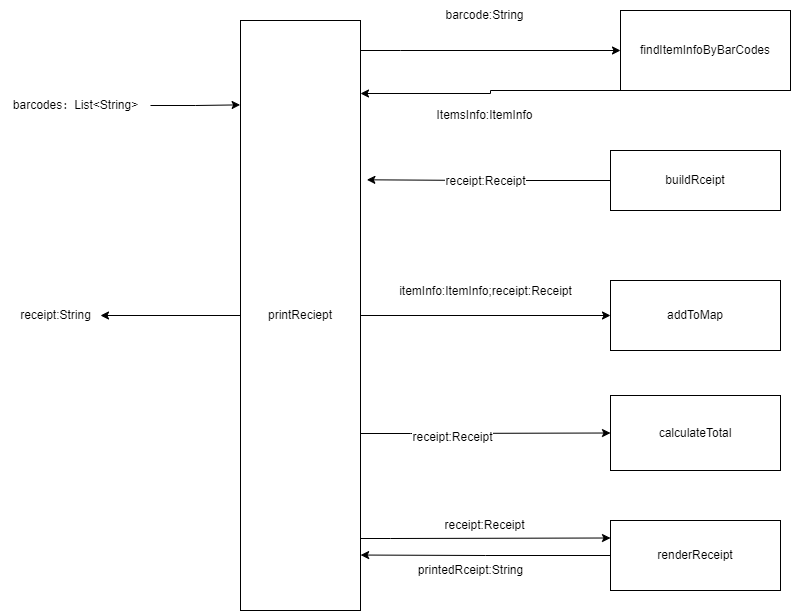 barcode:String
findItemInfoByBarCodes
barcodes：List<String>
ItemsInfo:ItemInfo
receipt:Receipt
buildRceipt
itemInfo:ItemInfo;receipt:Receipt
receipt:String
printReciept
addToMap
receipt:Receipt
calculateTotal
receipt:Receipt
renderReceipt
printedRceipt:String